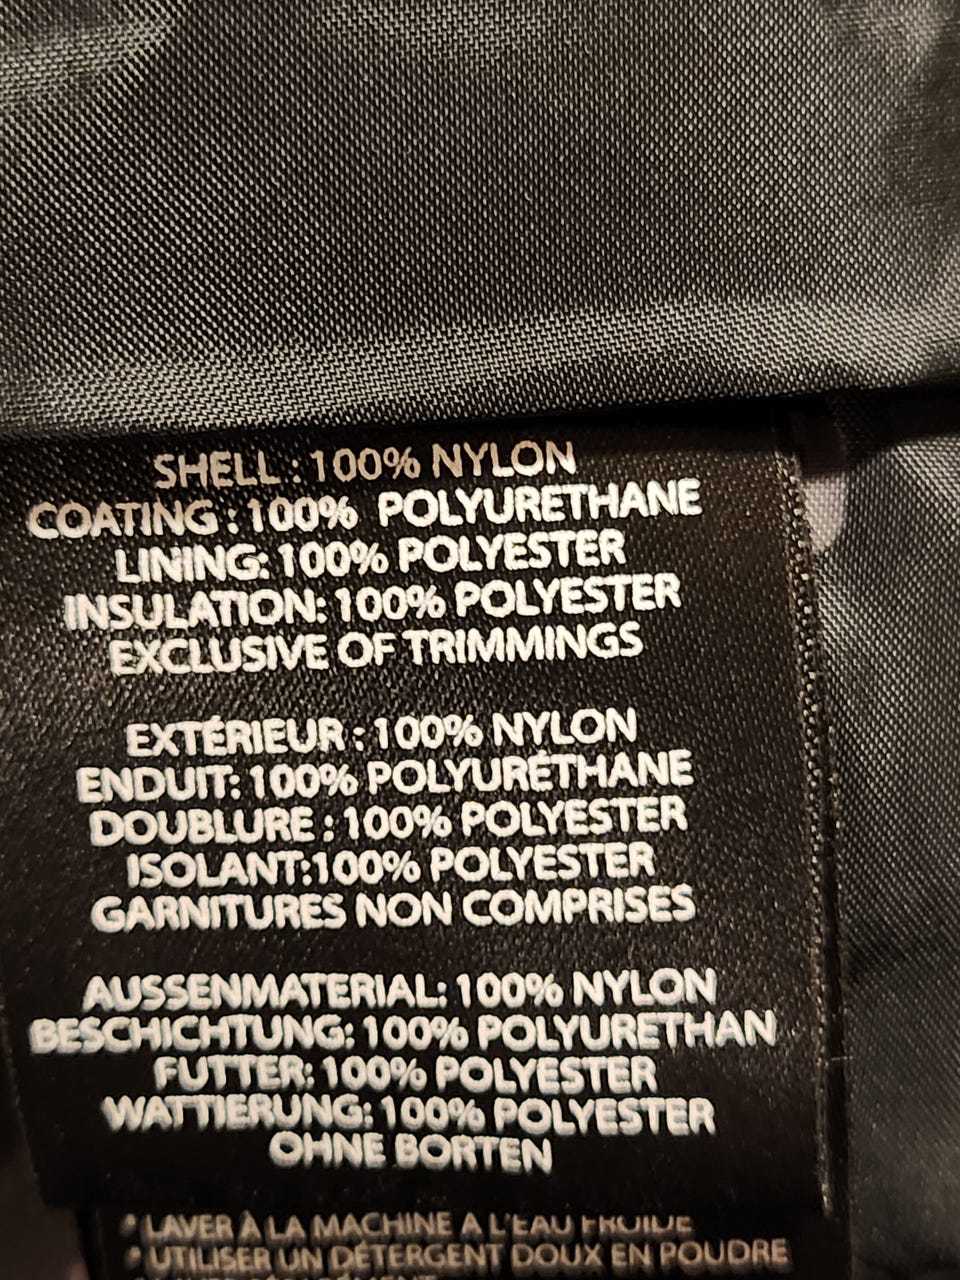 SHELL : 100% NYLON
COATING : 100% POLYURETHANE
LINING: 100% POLYESTER
INSULATION: 100% POLYESTER
EXCLUSIVE OF TRIMMINGS
EXTÉRIEUR : 100% NYLON
ENDUIT: 100% POLYURÉTHANE
DOUBLURE : 100% POLYESTER
ISOLANT:100% POLYESTER
GARNITURES NON COMPRISES
AUSSENMATERIAL: 100% NYLON
BESCHICHTUNG: 100% POLYURETHAN
FUTTER: 100% POLYESTER
WATTIERUNG: 100% POLYESTER
OHNE BORTEN
* LAVER À LA MACHINE A L'EAU FROIDE
* UTILISER UN DÉTERGENT DOUX EN POUDRE